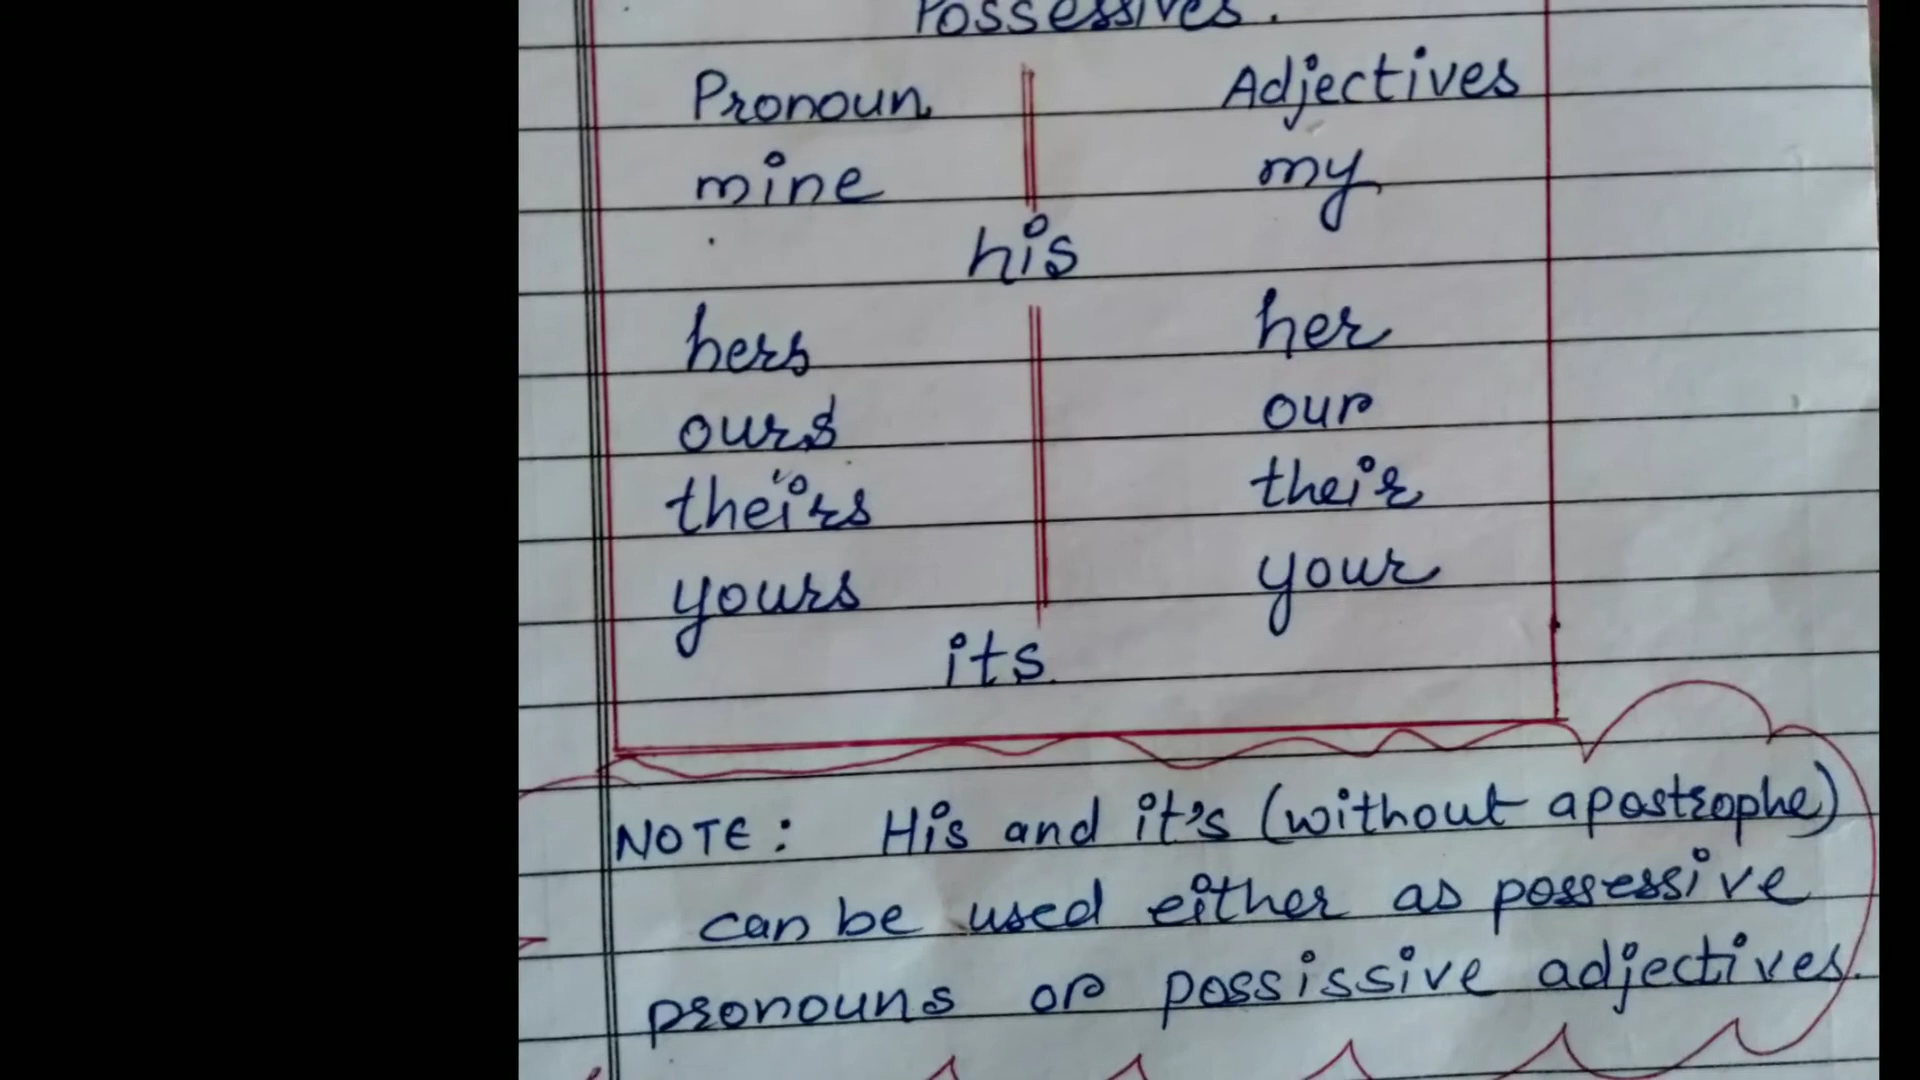 Possessives.
Pronoun Adjectives
mine my
his
hers her
ours our
theirs their
yours your
its
NOTE: His and it's (without apostrophe)
can be used either as possessive
pronouns or possissive adjectives.